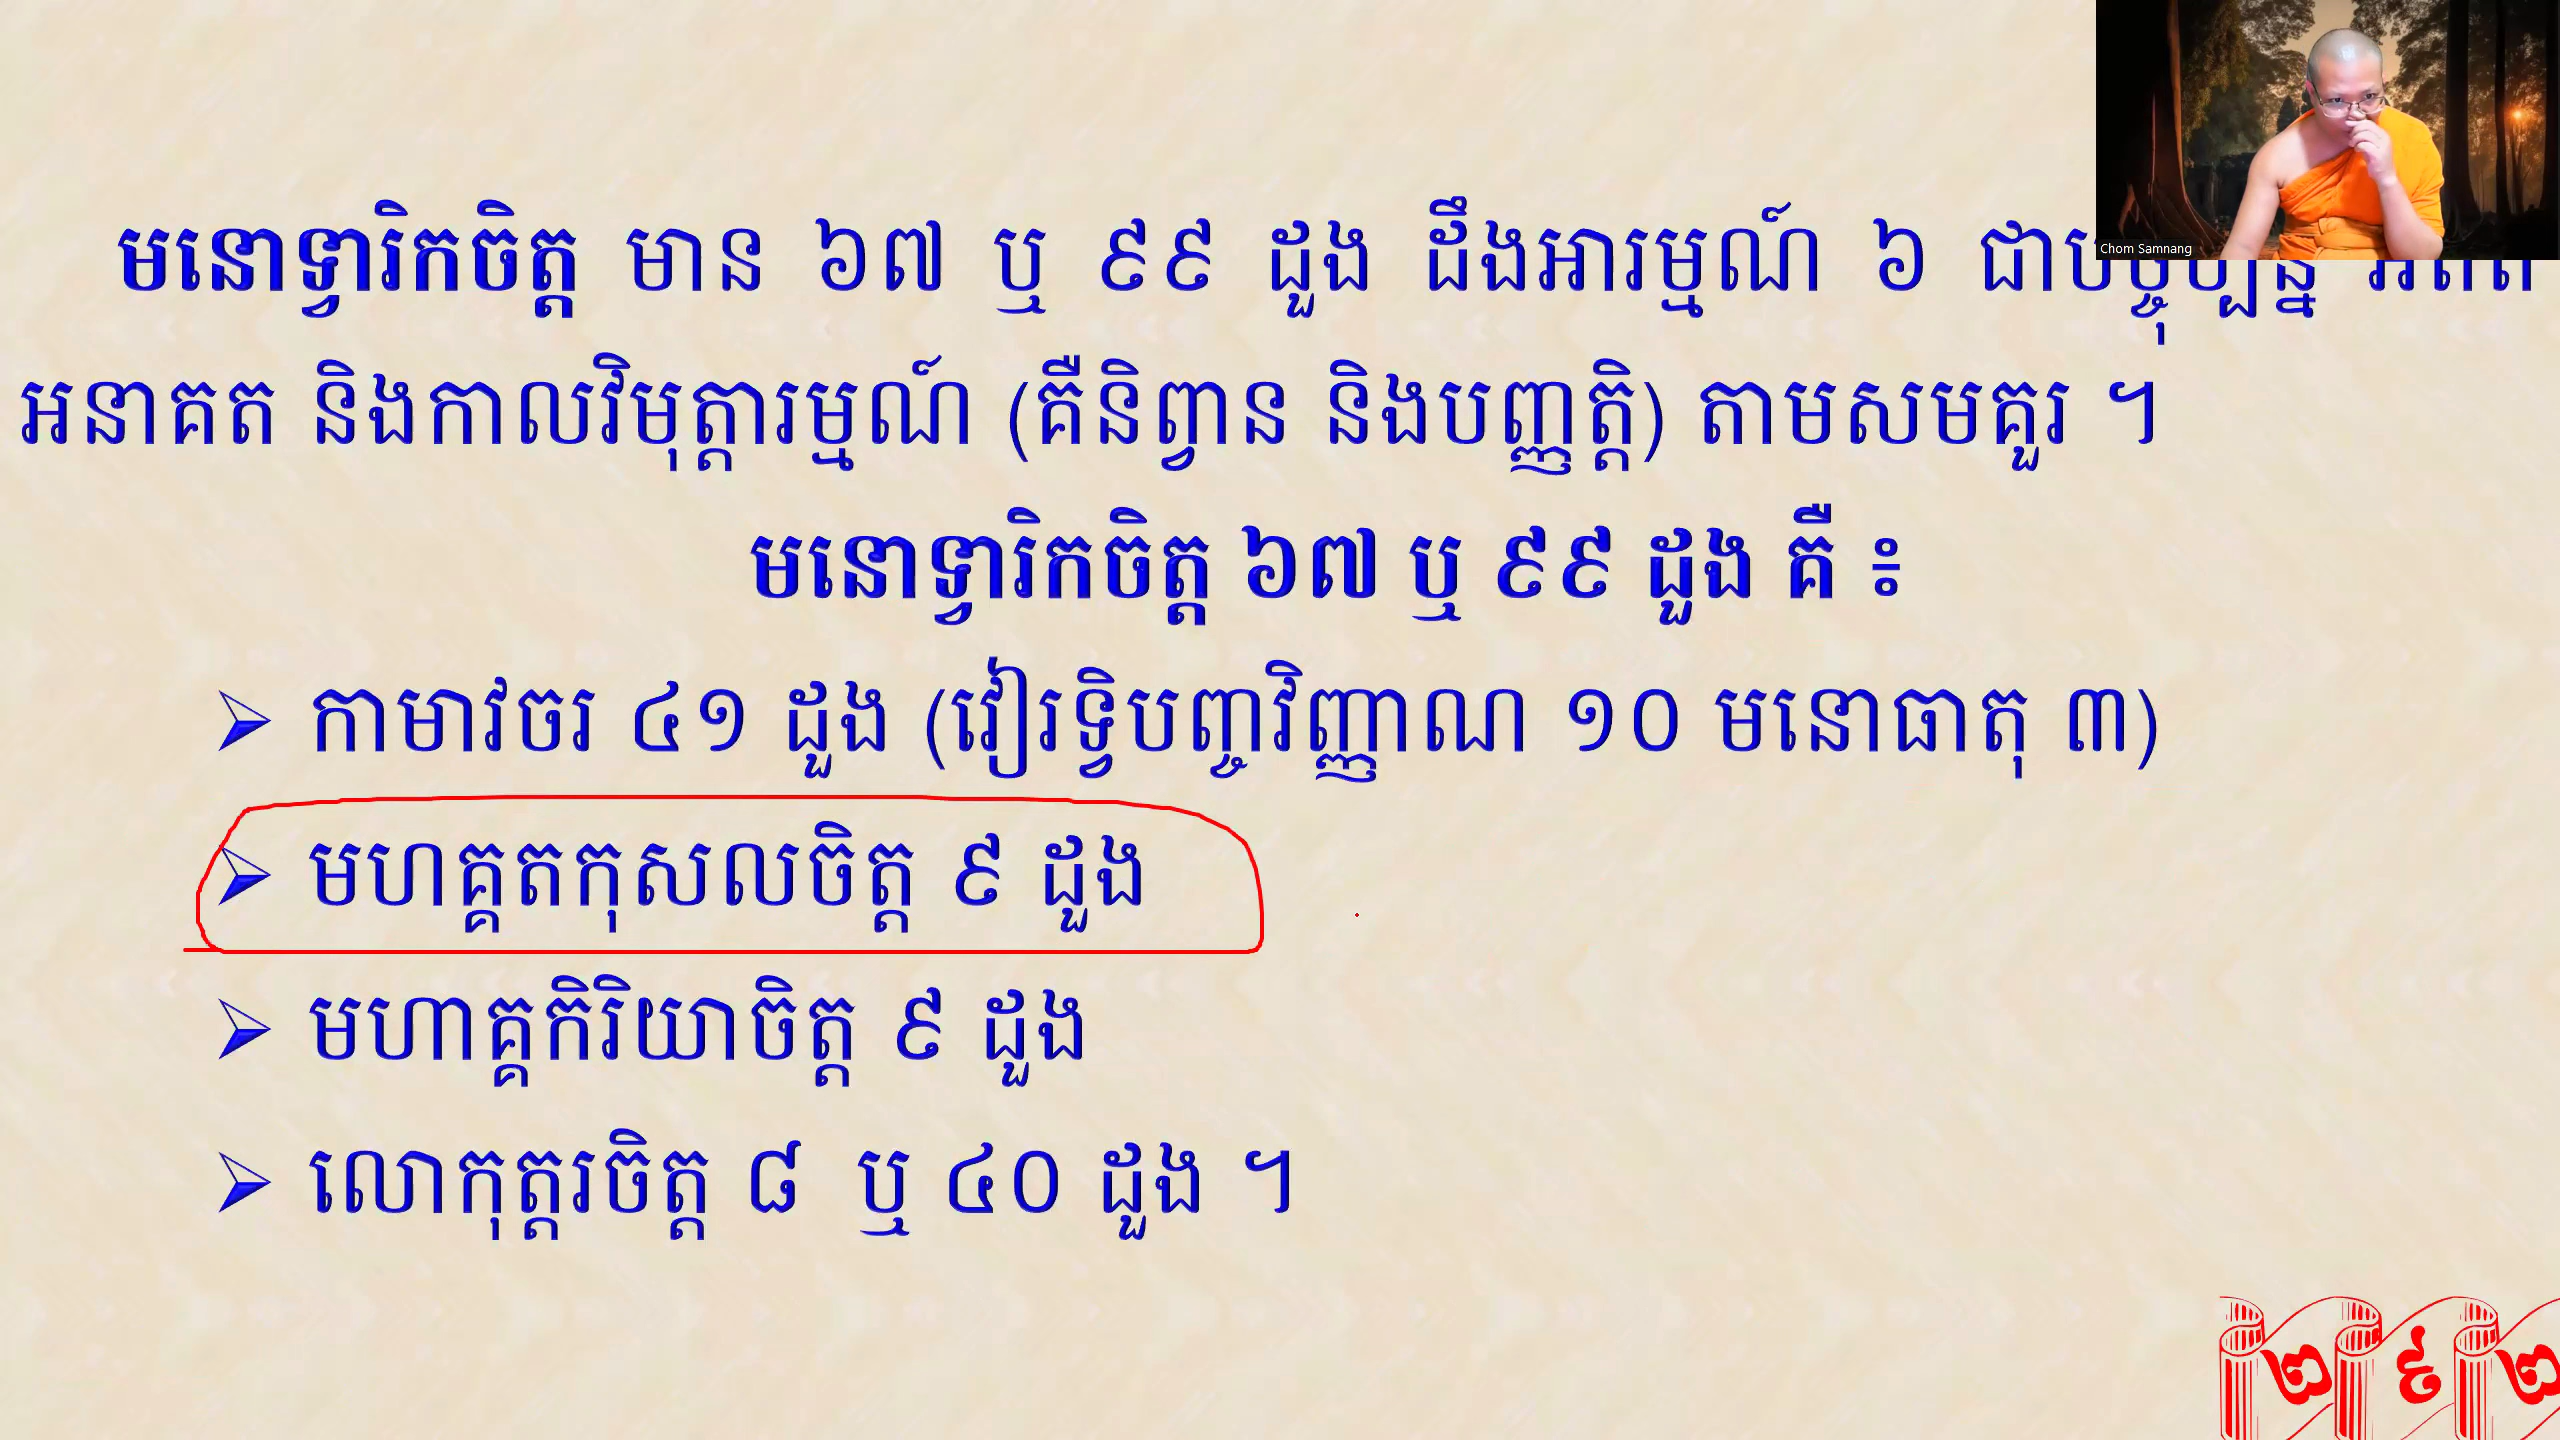 Chom Samnang
មនោទ្វារិកចិត្ត មាន ៦៧ ឬ ៩៩ ដួង ដឹងអារម្មណ៍ ៦ ជាបច្ចុប្បន្ន អតីត
អនាគត និងកាលវិមុត្តារម្មណ៍ (គឺនិព្វាន និងបញ្ញត្តិ) តាមសមគួរ ។
មនោទ្វារិកចិត្ត ៦៧ ឬ ៩៩ ដួង គឺ ៖
➢ កាមាវចរ ៤១ ដួង (វៀរទ្វិបញ្ចវិញ្ញាណ ១០ មនោធាតុ ៣)
➢ មហគ្គតកុសលចិត្ត ៩ ដួង
➢ មហាគ្គកិរិយាចិត្ត ៩ ដួង
➢ លោកុត្តរចិត្ត ៨ ឬ ៤០ ដួង ។
២៩២